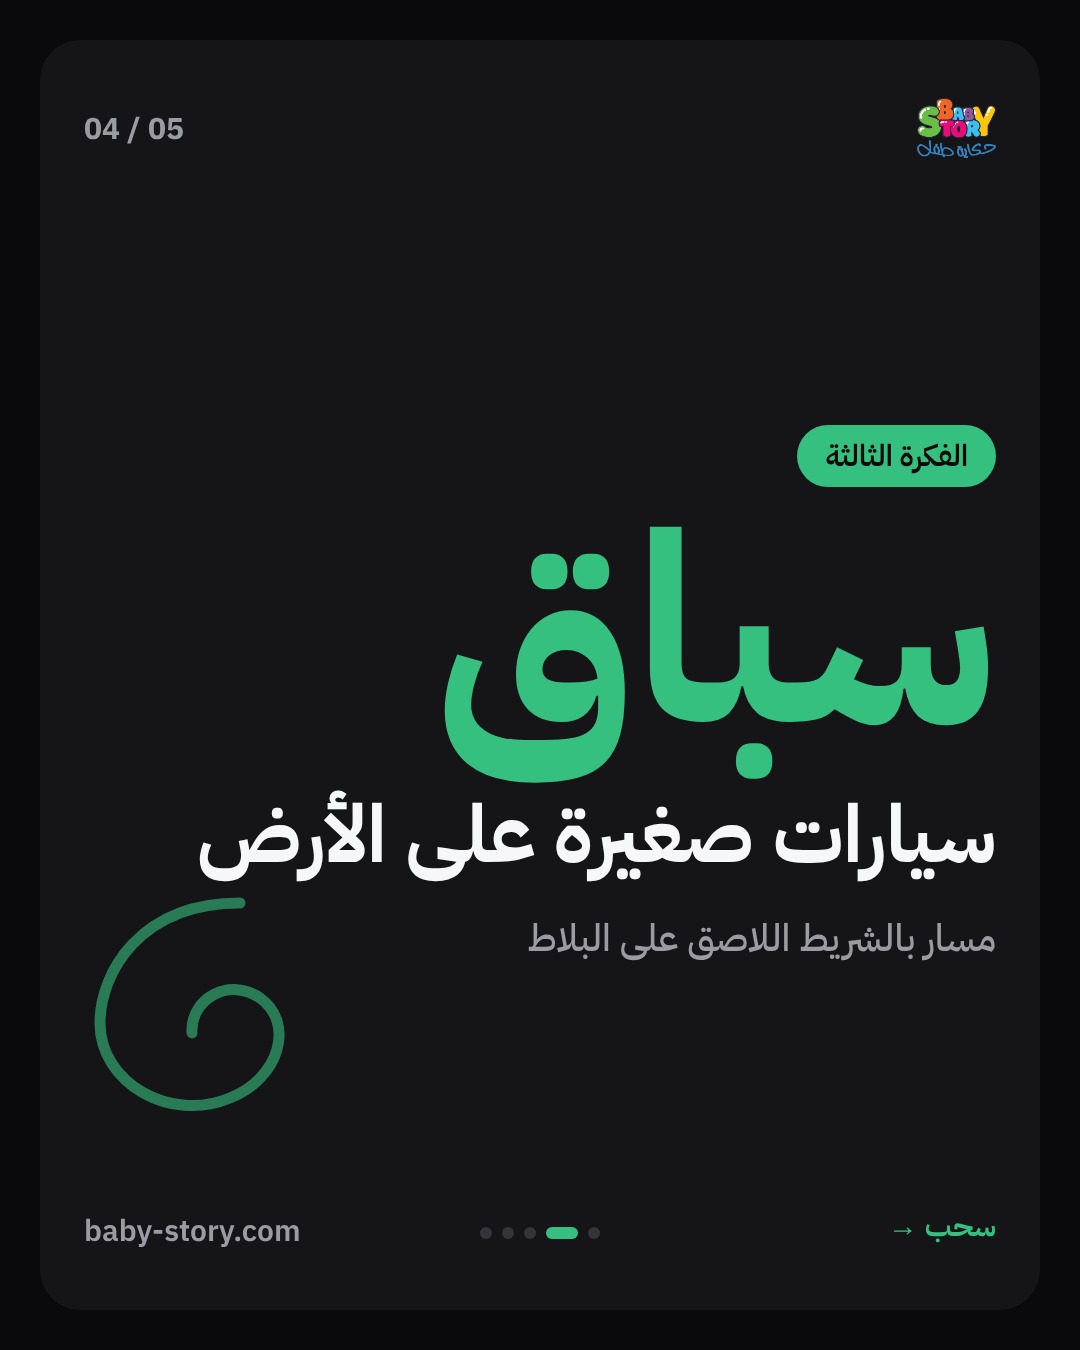 04 / 05
BABY
STORY
حكاية طفل
الفكرة الثالثة
سباق
سيارات صغيرة على الأرض
مسار بالشريط اللاصق على البلاط
baby-story.com
سحب →